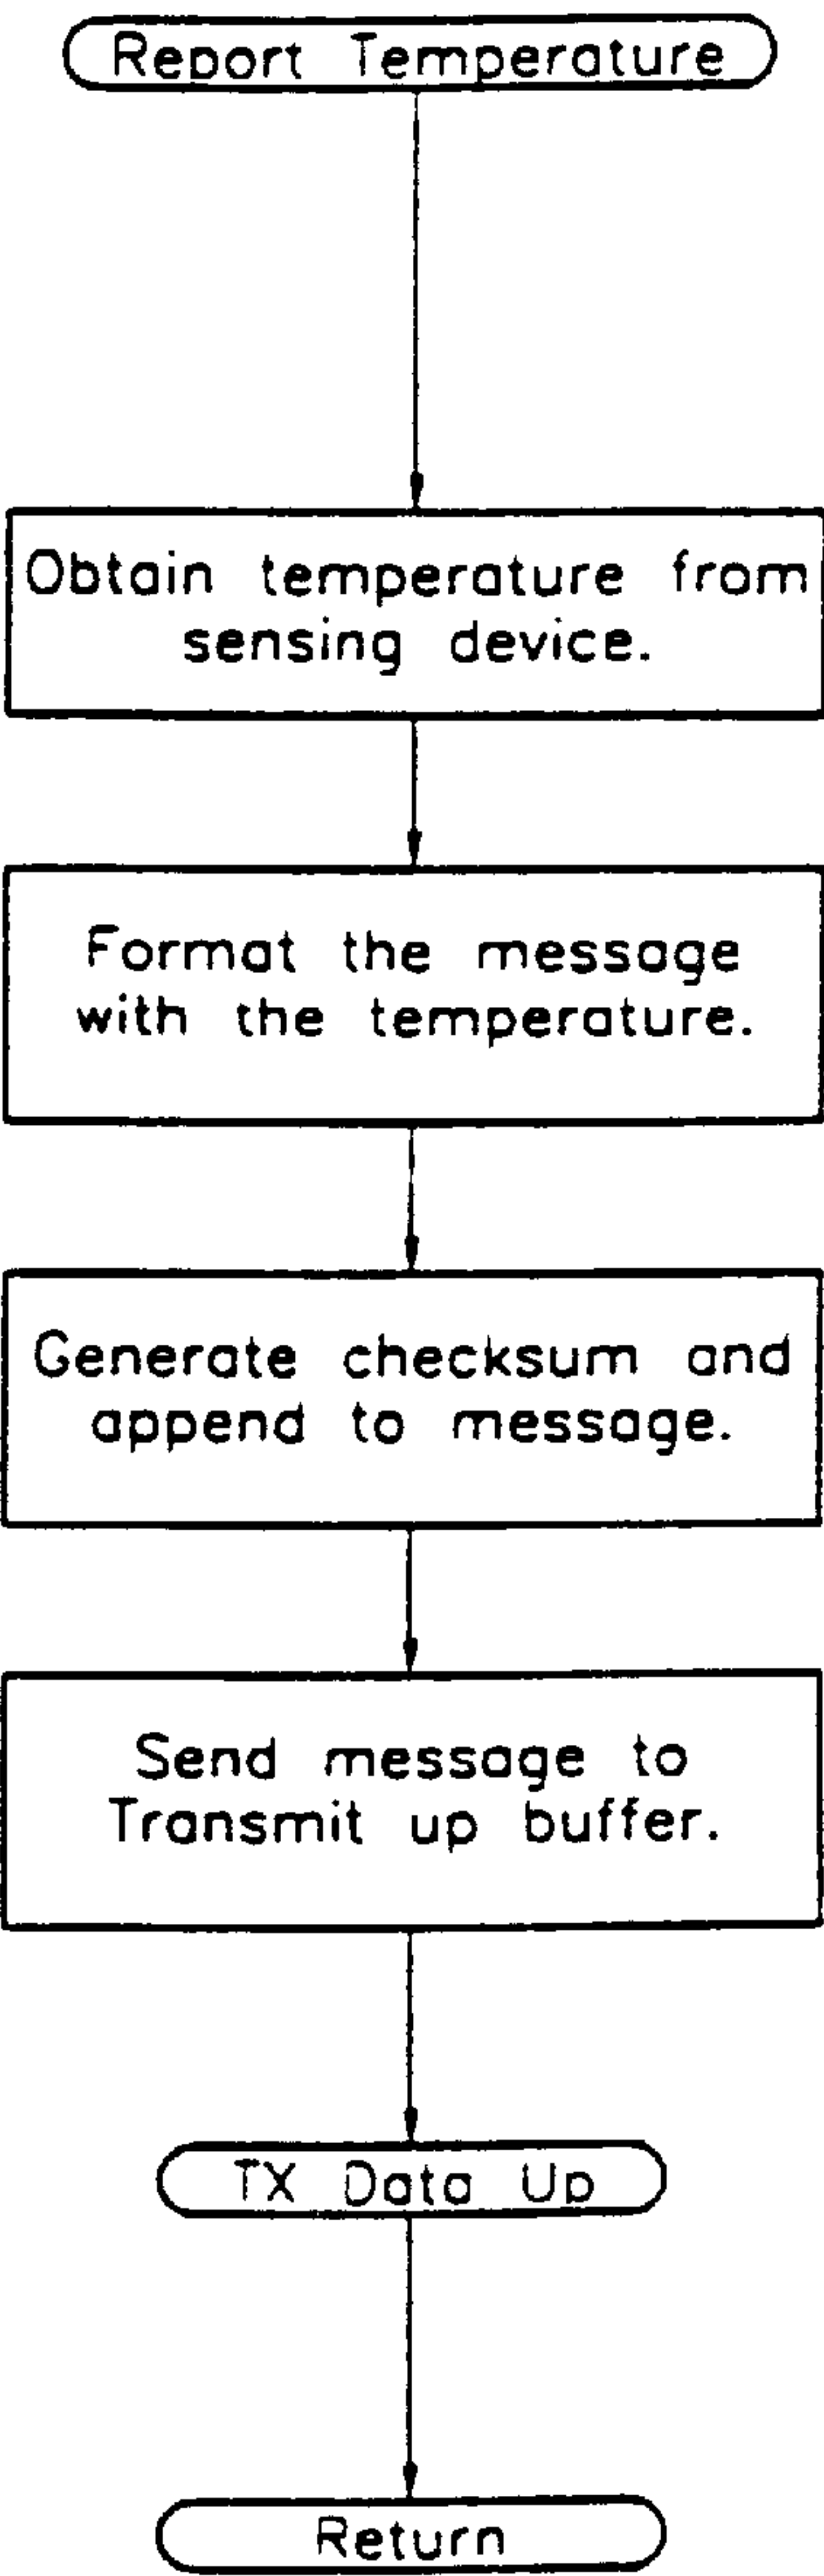 Report Temperature
Obtain temperature from
sensing device.
Format the message
with the temperature.
Generate checksum and
append to message.
Send message to
Transmit up buffer.
TX Data Up
Return